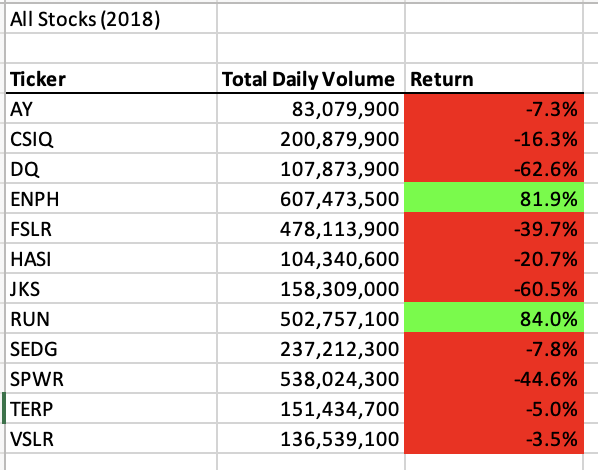 All Stocks (2018)
Ticker Total Daily Volume Return
AY 83,079,900 -7.3%
CSIQ 200,879,900 -16.3%
DQ 107,873,900 -62.6%
ENPH 607,473,500 81.9%
FSLR 478,113,900 -39.7%
HASI 104,340,600 -20.7%
JKS 158,309,000 -60.5%
RUN 502,757,100 84.0%
SEDG 237,212,300 -7.8%
SPWR 538,024,300 -44.6%
TERP 151,434,700 -5.0%
VSLR 136,539,100 -3.5%